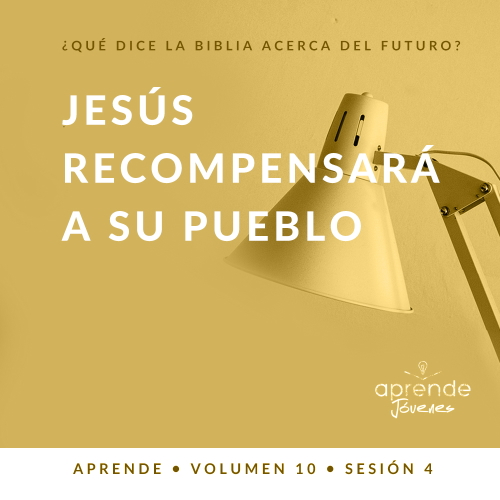 ¿QUÉ DICE LA BIBLIA ACERCA DEL FUTURO?
JESÚS
RECOMPENSARÁ
A SU PUEBLO
aprende
Jóvenes
APRENDE • VOLUMEN 10 • SESIÓN 4